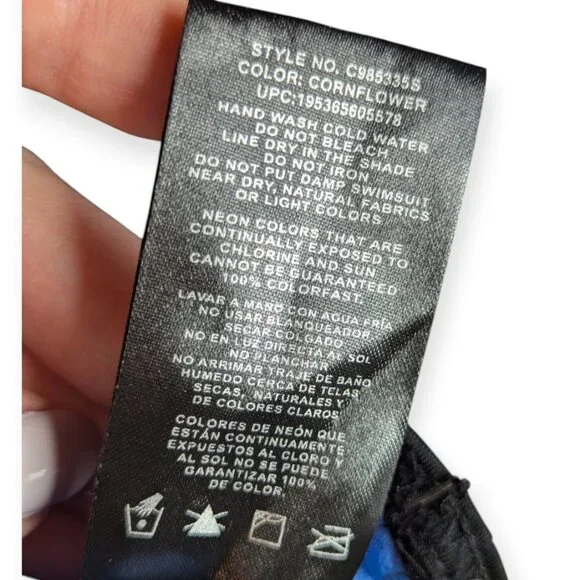 STYLE NO. C985335S
COLOR: CORNFLOWER
UPC:195365605578
HAND WASH COLD WATER
DO NOT BLEACH
LINE DRY IN THE SHADE
DO NOT IRON
DO NOT PUT DAMP SWIMSUIT
NEAR DRY, NATURAL FABRICS
OR LIGHT COLORS
NEON COLORS THAT ARE
CONTINUALLY EXPOSED TO
CHLORINE AND SUN
CANNOT BE GUARANTEED
100% COLORFAST.
LAVAR A MANO CON AGUA FRÍA
NO USAR BLANQUEADOR
SECAR COLGADO
NO EN LUZ DIRECTA AL SOL
NO PLANCHAR
NO ARRIMAR TRAJE DE BAÑO
HUMEDO CERCA DE TELAS
SECAS, NATURALES Y
DE COLORES CLAROS
COLORES DE NEÓN QUE
ESTÁN CONTINUAMENTE
EXPUESTOS AL CLORO Y
AL SOL NO SE PUEDE
GARANTIZAR 100%
DE COLOR.